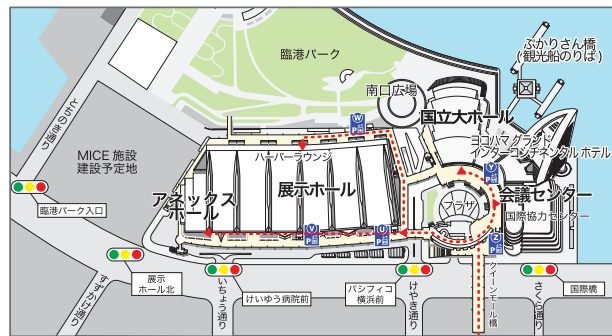 ぷかりさん橋
(観光船のりば)
臨港パーク
南口広場
国立大ホール
とちのき通り
W
P
ヨコハマ グランド
インターコンチネンタル ホテル
MICE 施設
建設予定地
ハーバーラウンジ
展示ホール
アネックス
ホール
Y
P
会議センター
プラザ
国際協力センター
臨港パーク入口
V
P
U
P
Z
P
クイーンモール橋
展示
ホール北
けいゆう病院前
パシフィコ
横浜前
国際橋
すずかけ通り
いちょう通り
けやき通り
さくら通り